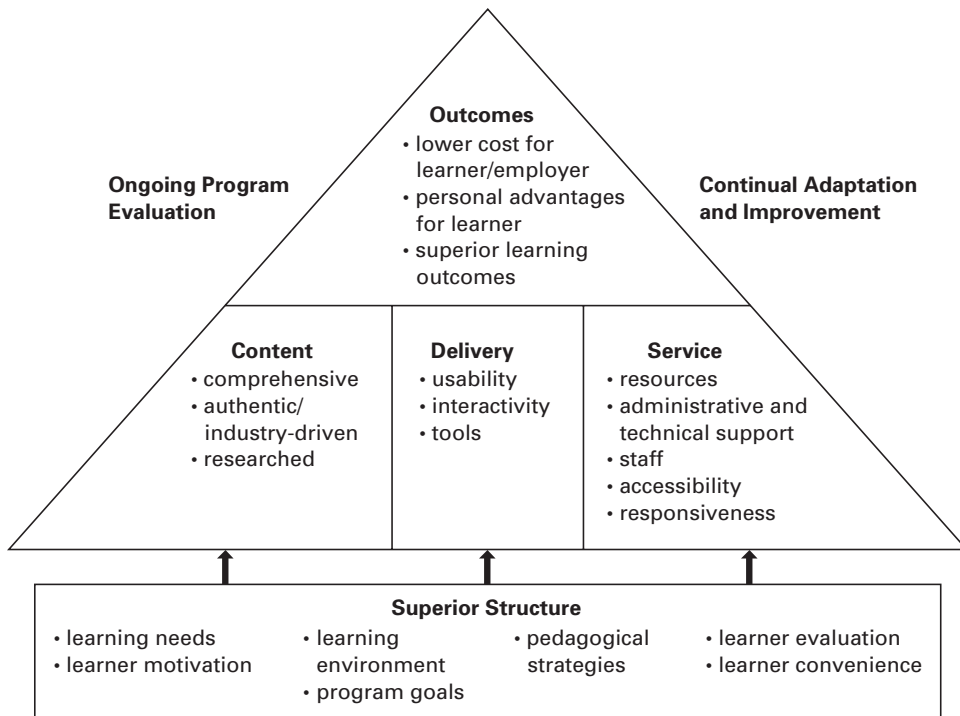 Outcomes
• lower cost for
learner/employer
• personal advantages
for learner
• superior learning
outcomes
Ongoing Program
Evaluation
Continual Adaptation
and Improvement
Content
• comprehensive
• authentic/
industry-driven
• researched
Delivery
• usability
• interactivity
• tools
Service
• resources
• administrative and
technical support
• staff
• accessibility
• responsiveness
Superior Structure
• learning needs
• learner motivation
• learning
environment
• program goals
• pedagogical
strategies
• learner evaluation
• learner convenience